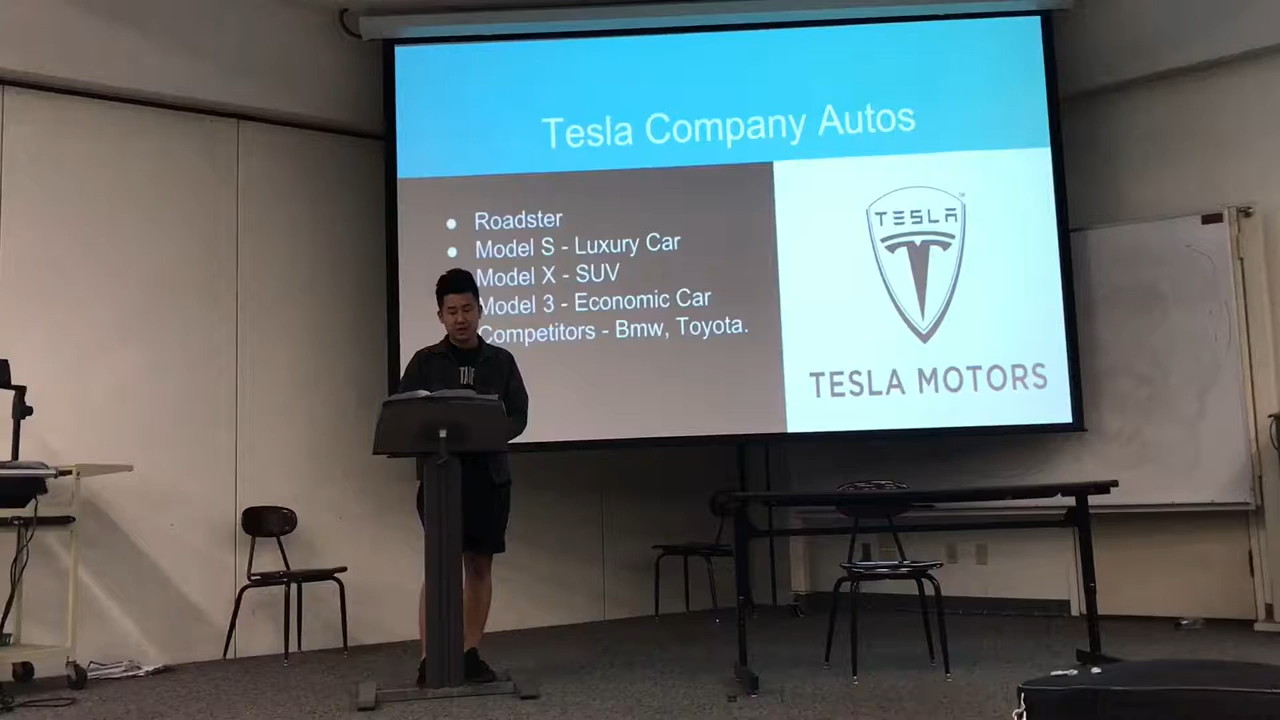 Tesla Company Autos
Roadster
Model S - Luxury Car
Model X - SUV
Model 3 - Economic Car
Competitors - Bmw, Toyota.
TESLA
TM
TESLA MOTORS